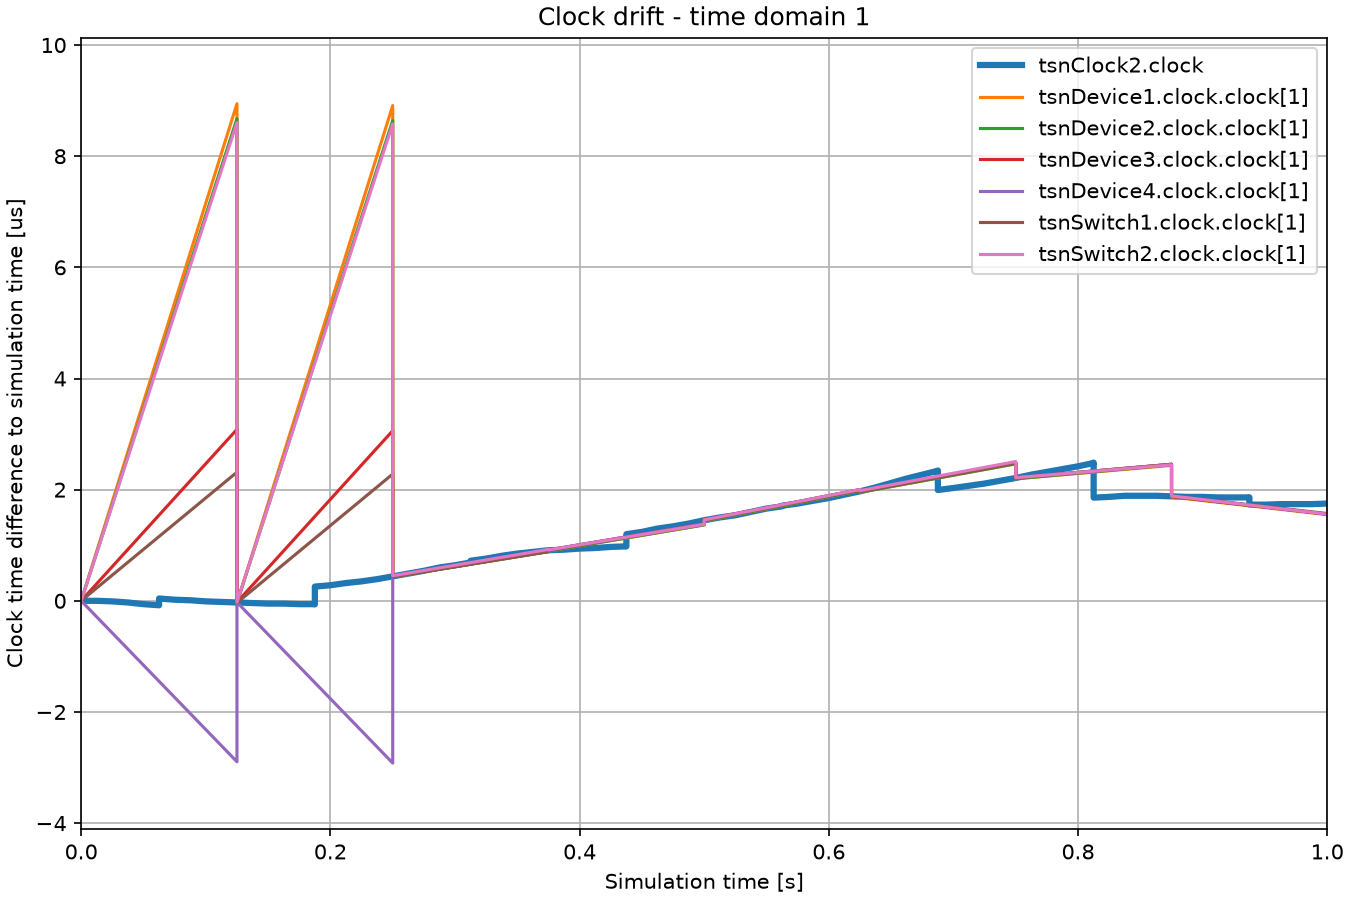 Clock drift - time domain 1
Clock time difference to simulation time [us]
10
8
6
4
2
0
−2
−4
tsnClock2.clock
tsnDevice1.clock.clock[1]
tsnDevice2.clock.clock[1]
tsnDevice3.clock.clock[1]
tsnDevice4.clock.clock[1]
tsnSwitch1.clock.clock[1]
tsnSwitch2.clock.clock[1]
0.0 0.2 0.4 0.6 0.8 1.0
Simulation time [s]